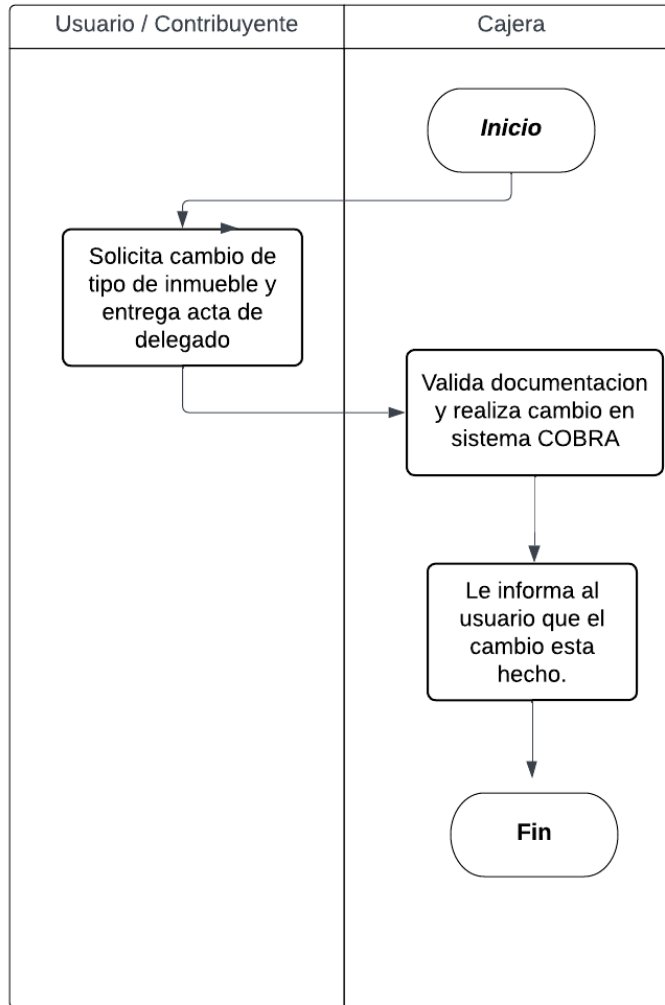 Usuario / Contribuyente
Cajera
Inicio
Solicita cambio de
tipo de inmueble y
entrega acta de
delegado
Valida documentacion
y realiza cambio en
sistema COBRA
Le informa al
usuario que el
cambio esta
hecho.
Fin